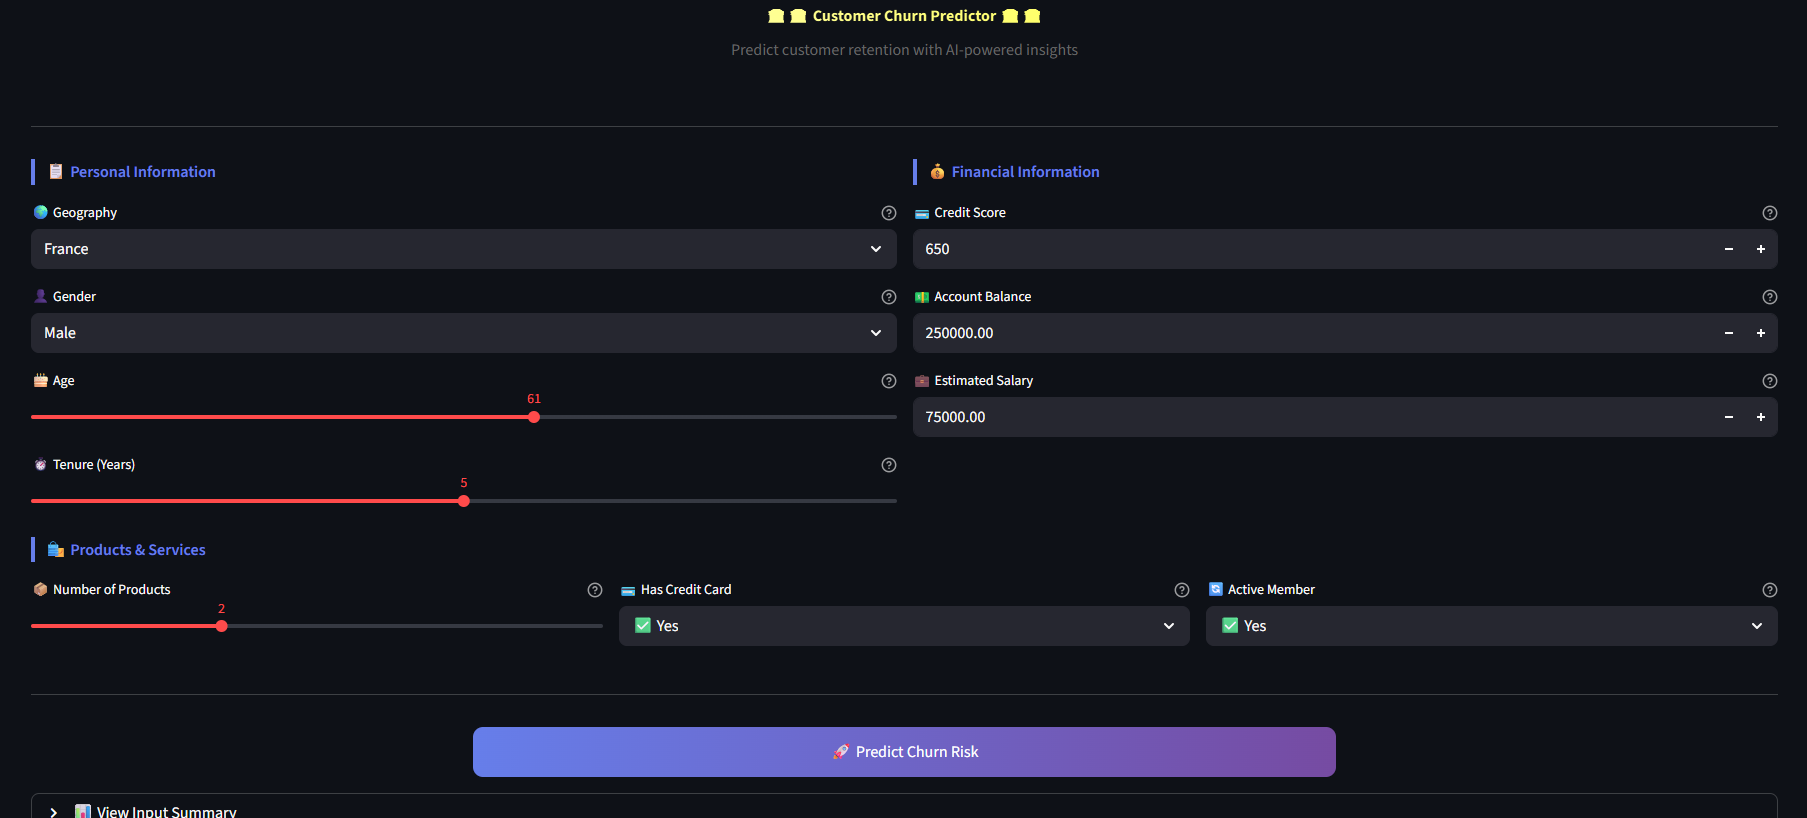 Customer Churn Predictor
Predict customer retention with AI-powered insights
Personal Information
Geography
France
Gender
Male
Age
61
Tenure (Years)
5
Financial Information
Credit Score
650
Account Balance
250000.00
Estimated Salary
75000.00
Products & Services
Number of Products
2
Has Credit Card
Yes
Active Member
Yes
Predict Churn Risk
View Input Summary